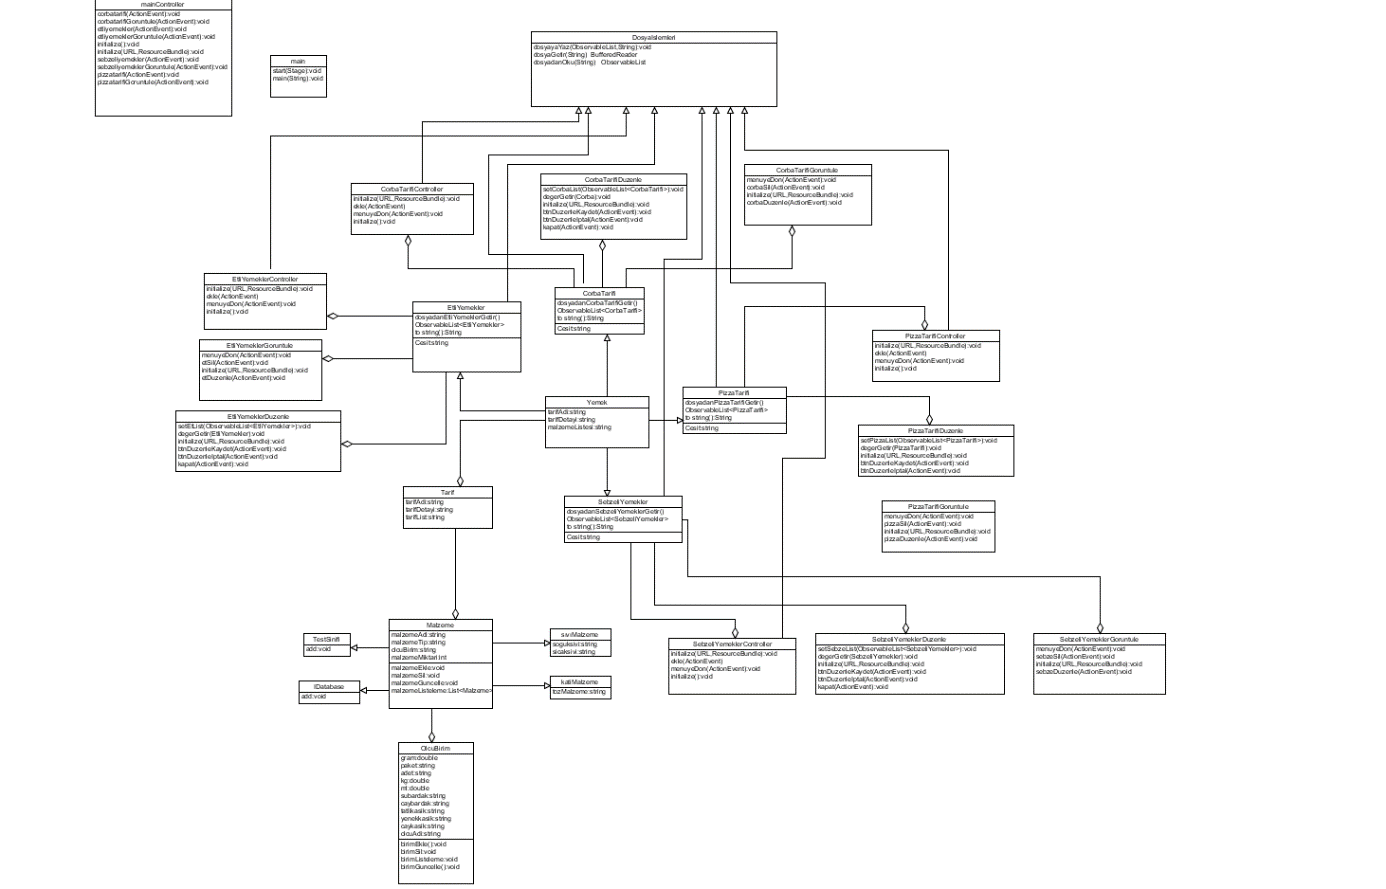 mainController
corbatarifi(ActionEvent):void
corbatarifiGoruntule(ActionEvent):void
etliyemekler(ActionEvent):void
etliyemeklerGoruntule(ActionEvent):void
initialize():void
initialize(URL,ResourceBundle):void
sebzeliyemekler(ActionEvent):void
sebzeliyemeklerGoruntule(ActionEvent):void
pizzatarifi(ActionEvent):void
pizzatarifiGoruntule(ActionEvent):void
main
start(Stage):void
main(String):void
DosyaIslemleri
dosyayaYaz(ObservableList,String):void
dosyaGetir(String) BufferedReader
dosyadanOku(String) ObservableList
CorbaTarifiController
initialize(URL,ResourceBundle):void
ekle(ActionEvent)
menuyeDon(ActionEvent):void
initialize():void
CorbaTarifiDuzenle
setCorbaList(ObservableList<CorbaTarifi>):void
degerGetir(Corba):void
initialize(URL,ResourceBundle):void
btnDuzenleKaydet(ActionEvent):void
btnDuzenleIptal(ActionEvent):void
kapat(ActionEvent):void
CorbaTarifiGoruntule
menuyeDon(ActionEvent):void
corbaSil(ActionEvent):void
initialize(URL,ResourceBundle):void
corbaDuzenle(ActionEvent):void
EtliYemeklerController
initialize(URL,ResourceBundle):void
ekle(ActionEvent)
menuyeDon(ActionEvent):void
initialize():void
EtliYemekler
dosyadanEtliYemeklerGetir()
ObservableList<EtliYemekler>
to string():String
Cesit:string
CorbaTarifi
dosyadanCorbaTarifiGetir()
ObservableList<CorbaTarifi>
to string():String
Cesit:string
EtliYemeklerGoruntule
menuyeDon(ActionEvent):void
etSil(ActionEvent):void
initialize(URL,ResourceBundle):void
etDuzenle(ActionEvent):void
PizzaTarifiController
initialize(URL,ResourceBundle):void
ekle(ActionEvent)
menuyeDon(ActionEvent):void
initialize():void
EtliYemeklerDuzenle
setEtList(ObservableList<EtliYemekler>):void
degerGetir(EtliYemekler):void
initialize(URL,ResourceBundle):void
btnDuzenleKaydet(ActionEvent):void
btnDuzenleIptal(ActionEvent):void
kapat(ActionEvent):void
Yemek
tarifAdi:string
tarifDetayi:string
malzemeListesi:string
PizzaTarifi
dosyadanPizzaTarifiGetir()
ObservableList<PizzaTarifi>
to string():String
Cesit:string
PizzaTarifiDuzenle
setPizzaList(ObservableList<PizzaTarifi>):void
degerGetir(PizzaTarifi):void
initialize(URL,ResourceBundle):void
btnDuzenleKaydet(ActionEvent):void
btnDuzenleIptal(ActionEvent):void
Tarif
tarifAdi:string
tarifDetayi:string
tarifList:string
SebzeliYemekler
dosyadanSebzeliYemeklerGetir()
ObservableList<SebzeliYemekler>
to string():String
Cesit:string
PizzaTarifiGoruntule
menuyeDon(ActionEvent):void
pizzaSil(ActionEvent):void
initialize(URL,ResourceBundle):void
pizzaDuzenle(ActionEvent):void
TestSinifi
add:void
IDatabase
add:void
Malzeme
malzemeAdi:string
malzemeTip:string
olcuBirim:string
malzemeMiktari:int
malzemeEkle:void
malzemeSil:void
malzemeGuncelle:void
malzemeListeleme:List<Malzeme>
siviMalzeme
soguksivi:string
sicaksivi:string
katiMalzeme
tozMalzeme:string
SebzeliYemeklerController
initialize(URL,ResourceBundle):void
ekle(ActionEvent):void
menuyeDon(ActionEvent):void
initialize():void
SebzeliYemeklerDuzenle
setSebzeList(ObservableList<SebzeliYemekler>):void
degerGetir(SebzeliYemekler):void
initialize(URL,ResourceBundle):void
btnDuzenleKaydet(ActionEvent):void
btnDuzenleIptal(ActionEvent):void
kapat(ActionEvent):void
SebzeliYemeklerGoruntule
menuyeDon(ActionEvent):void
sebzeSil(ActionEvent):void
initialize(URL,ResourceBundle):void
sebzeDuzenle(ActionEvent):void
OlcuBirim
gram:double
paket:string
adet:string
kg:double
ml:double
subardak:string
caybardak:string
tatlikasik:string
yenekkasik:string
caykasik:string
olcuAdi:string
birimEkle():void
birimSil:void
birimListeleme:void
birimGuncelle():void